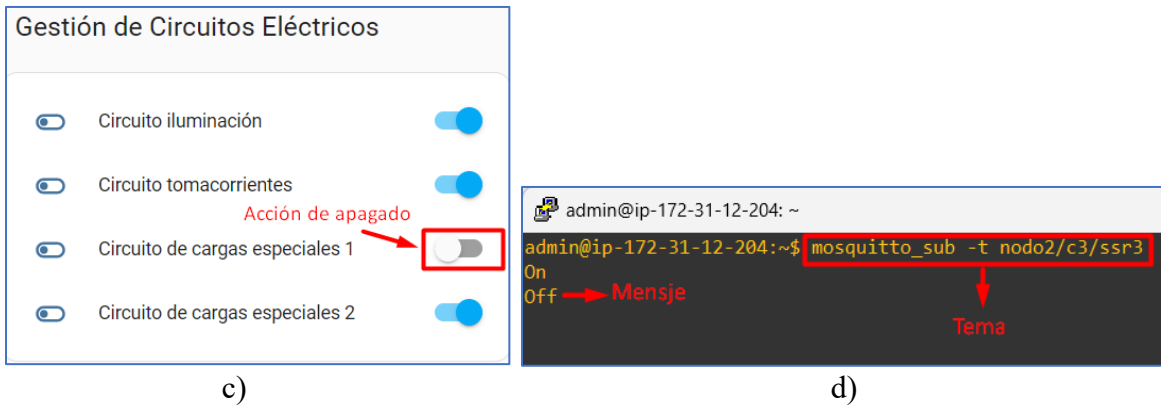 Gestión de Circuitos Eléctricos
Circuito iluminación
Circuito tomacorrientes
Acción de apagado
Circuito de cargas especiales 1
Circuito de cargas especiales 2
c)
admin@ip-172-31-12-204: ~
admin@ip-172-31-12-204:~$ mosquitto_sub -t nodo2/c3/ssr3
On
Off Mensje
Tema
d)